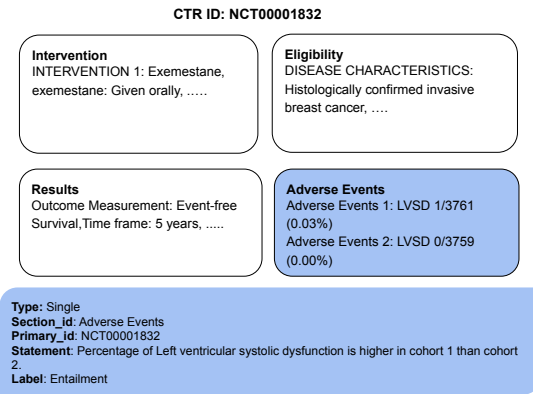 CTR ID: NCT00001832
Intervention
INTERVENTION 1: Exemestane,
exemestane: Given orally, .....
Eligibility
DISEASE CHARACTERISTICS:
Histologically confirmed invasive
breast cancer, ....
Results
Outcome Measurement: Event-free
Survival,Time frame: 5 years, .....
Adverse Events
Adverse Events 1: LVSD 1/3761
(0.03%)
Adverse Events 2: LVSD 0/3759
(0.00%)
Type: Single
Section_id: Adverse Events
Primary_id: NCT00001832
Statement: Percentage of Left ventricular systolic dysfunction is higher in cohort 1 than cohort
2.
Label: Entailment